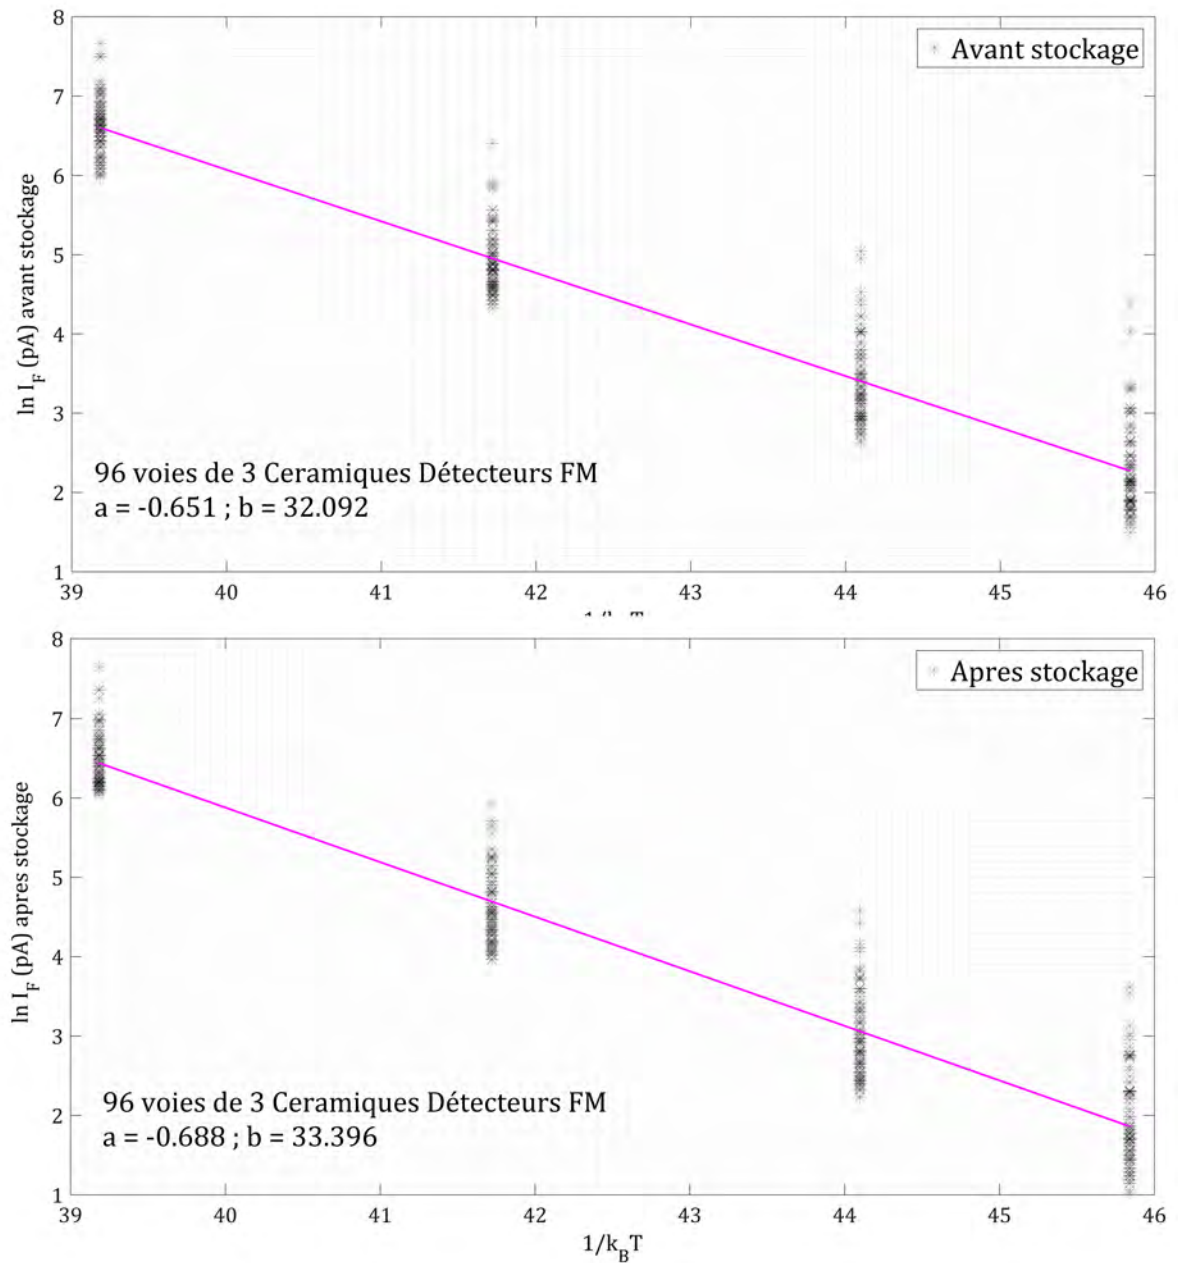 8
7
6
5
4
3
2
1
ln I_F (pA) avant stockage
Avant stockage
96 voies de 3 Ceramiques Détecteurs FM
a = -0.651 ; b = 32.092
39 40 41 42 43 44 45 46
8
7
6
5
4
3
2
1
ln I_F (pA) apres stockage
Apres stockage
96 voies de 3 Ceramiques Détecteurs FM
a = -0.688 ; b = 33.396
39 40 41 42 43 44 45 46
1/k_B T